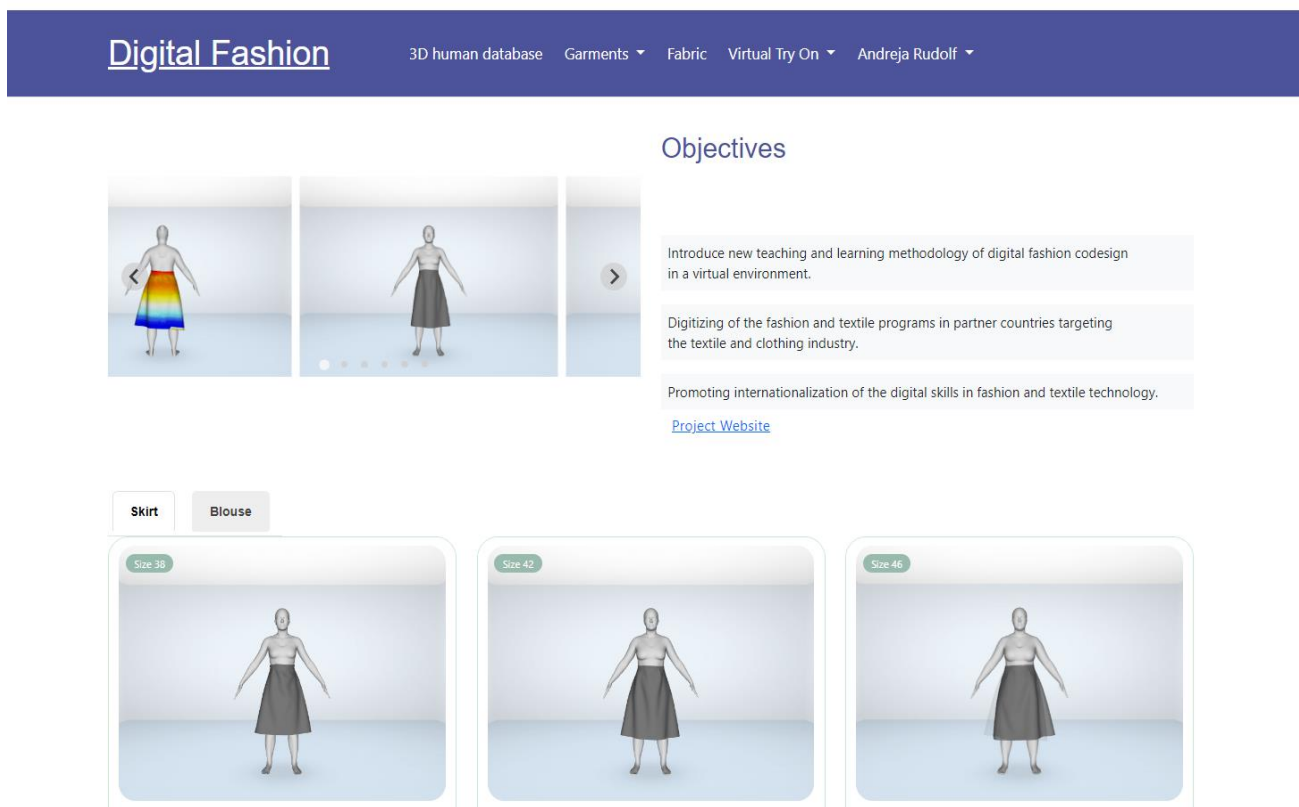 Digital Fashion
3D human database Garments Fabric Virtual Try On Andreja Rudolf
Objectives
Introduce new teaching and learning methodology of digital fashion codesign
in a virtual environment.
Digitizing of the fashion and textile programs in partner countries targeting
the textile and clothing industry.
Promoting internationalization of the digital skills in fashion and textile technology.
Project Website
Skirt Blouse
Size 38 Size 42 Size 46